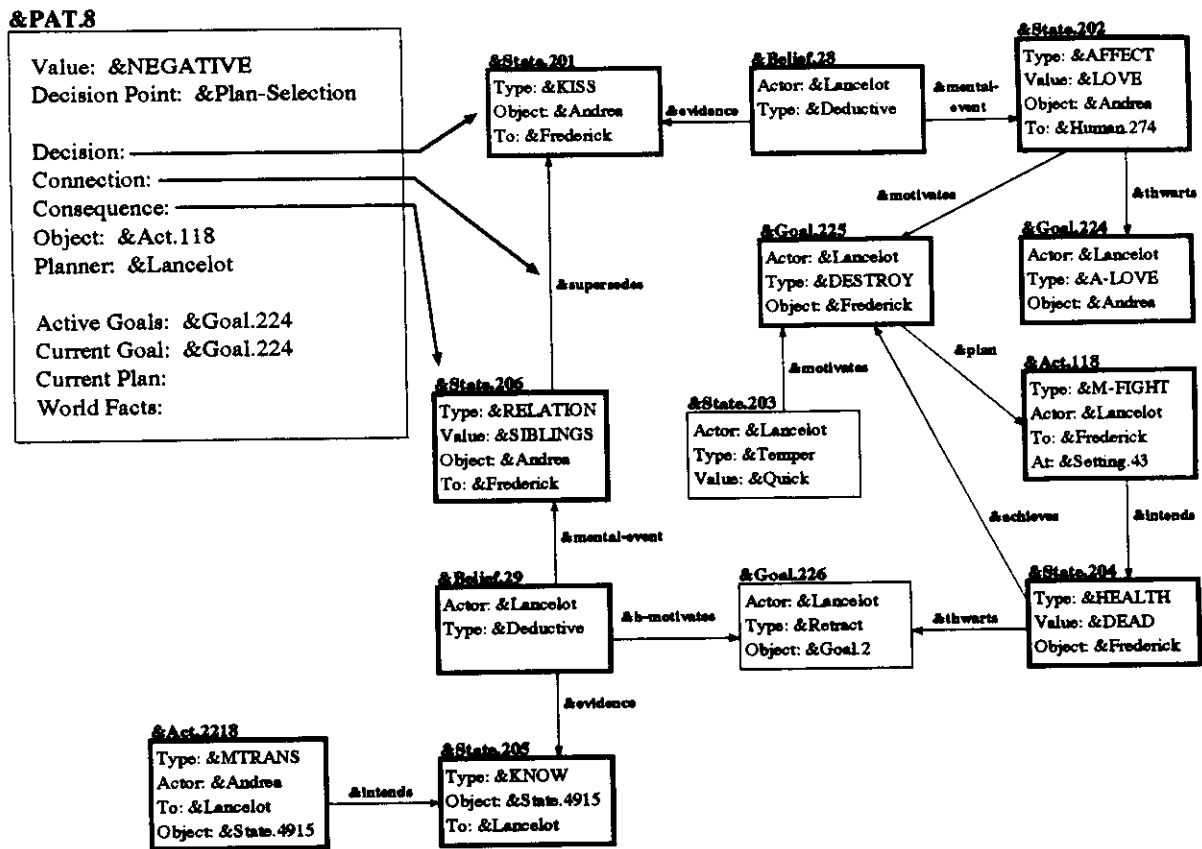 &PAT.8
Value: &NEGATIVE
Decision Point: &Plan-Selection
Decision:
Connection:
Consequence:
Object: &Act.118
Planner: &Lancelot
Active Goals: &Goal.224
Current Goal: &Goal.224
Current Plan:
World Facts:
&State.201
Type: &KISS
Object: &Andrea
To: &Frederick
&evidence
&Belief.28
Actor: &Lancelot
Type: &Deductive
&mental-
event
&State.202
Type: &AFFECT
Value: &LOVE
Object: &Andrea
To: &Human.274
&motivates
&thwarts
&Goal.225
Actor: &Lancelot
Type: &DESTROY
Object: &Frederick
&Goal.224
Actor: &Lancelot
Type: &A-LOVE
Object: &Andrea
&supersedes
&motivates
&plan
&State.206
Type: &RELATION
Value: &SIBLINGS
Object: &Andrea
To: &Frederick
&State.203
Actor: &Lancelot
Type: &Temper
Value: &Quick
&Act.118
Type: &M-FIGHT
Actor: &Lancelot
To: &Frederick
At: &Setting.43
&mental-event
&achieves
&intends
&Belief.29
Actor: &Lancelot
Type: &Deductive
&b-motivates
&Goal.226
Actor: &Lancelot
Type: &Retract
Object: &Goal.2
&thwarts
&State.204
Type: &HEALTH
Value: &DEAD
Object: &Frederick
&evidence
&Act.2218
Type: &MTRANS
Actor: &Andrea
To: &Lancelot
Object: &State.4915
&intends
&State.205
Type: &KNOW
Object: &State.4915
To: &Lancelot